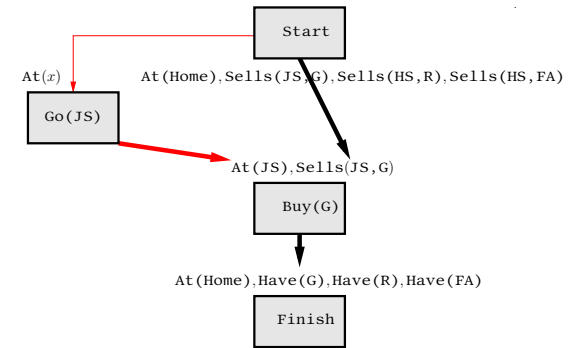 Start
At(x)
At(Home),Sells(JS,G),Sells(HS,R),Sells(HS,FA)
Go(JS)
At(JS),Sells(JS,G)
Buy(G)
At(Home),Have(G),Have(R),Have(FA)
Finish